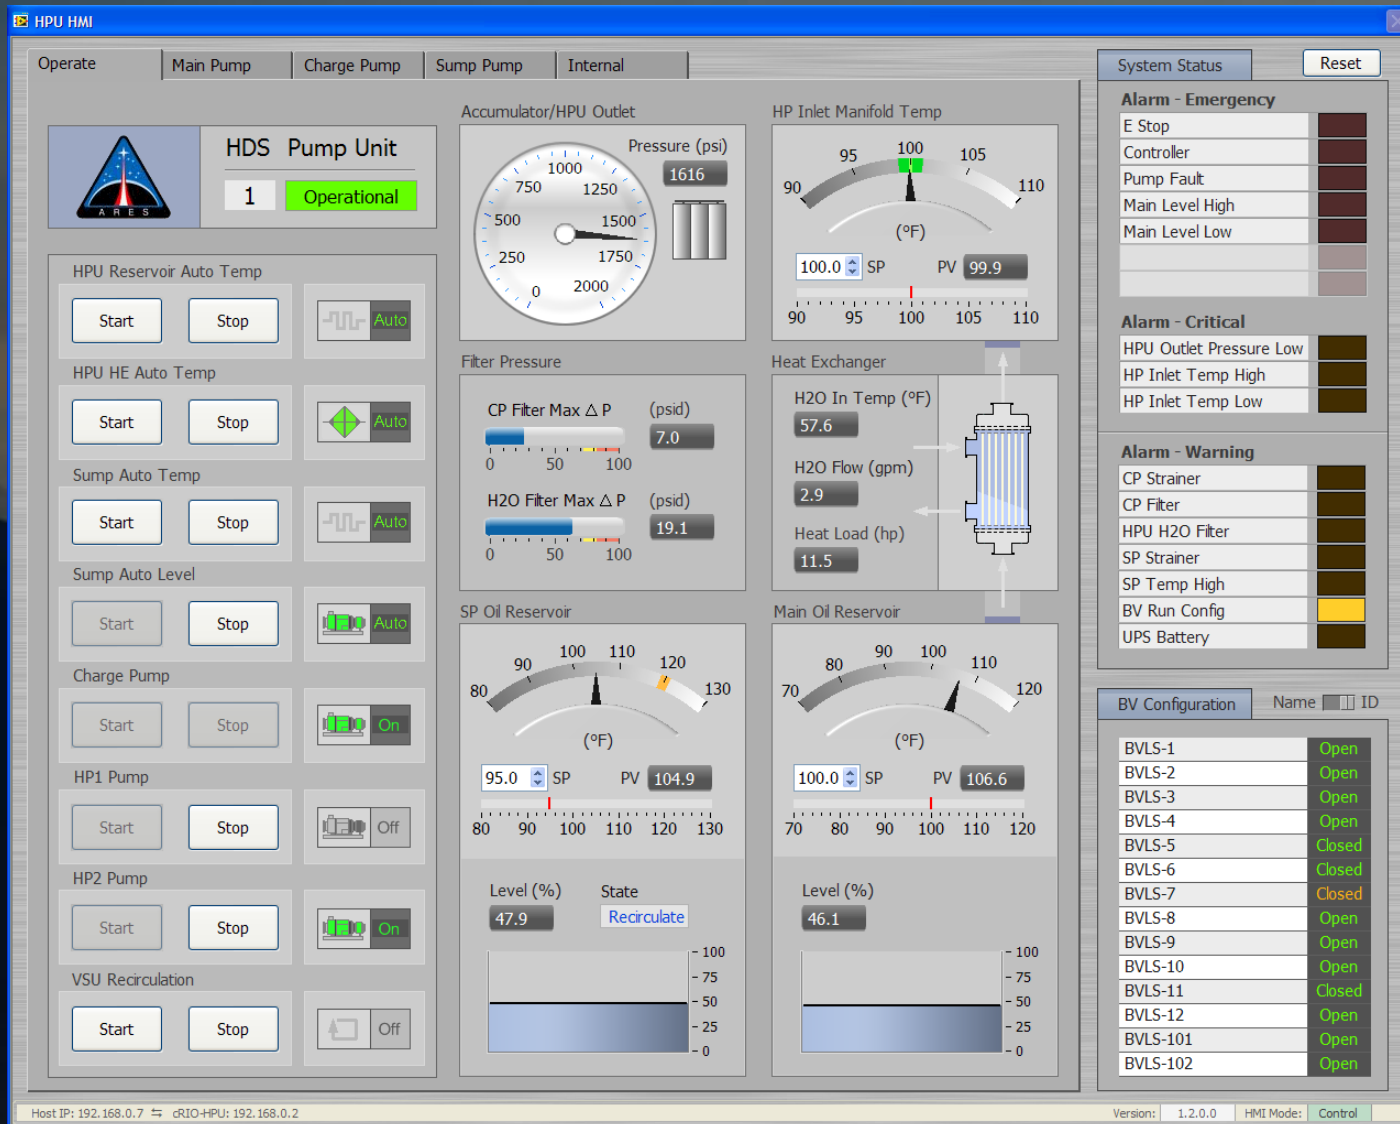 HPU HMI
Operate Main Pump Charge Pump Sump Pump Internal
HDS Pump Unit
1 Operational
ARES
HPU Reservoir Auto Temp
Start Stop Auto
HPU HE Auto Temp
Start Stop Auto
Sump Auto Temp
Start Stop Auto
Sump Auto Level
Start Stop Auto
Charge Pump
Start Stop On
HP1 Pump
Start Stop Off
HP2 Pump
Start Stop On
VSU Recirculation
Start Stop Off
Accumulator/HPU Outlet
Pressure (psi)
1616
0 250 500 750 1000 1250 1500 1750 2000
Filter Pressure
CP Filter Max Δ P (psid)
7.0
0 50 100
H2O Filter Max Δ P (psid)
19.1
0 50 100
SP Oil Reservoir
80 90 100 110 120 130
(°F)
95.0 SP PV 104.9
80 90 100 110 120 130
Level (%) State
47.9 Recirculate
100
75
50
25
0
HP Inlet Manifold Temp
90 95 100 105 110
(°F)
100.0 SP PV 99.9
90 95 100 105 110
Heat Exchanger
H2O In Temp (°F)
57.6
H2O Flow (gpm)
2.9
Heat Load (hp)
11.5
Main Oil Reservoir
70 80 90 100 110 120
(°F)
100.0 SP PV 106.6
70 80 90 100 110 120
Level (%)
46.1
100
75
50
25
0
System Status Reset
Alarm - Emergency
E Stop
Controller
Pump Fault
Main Level High
Main Level Low
Alarm - Critical
HPU Outlet Pressure Low
HP Inlet Temp High
HP Inlet Temp Low
Alarm - Warning
CP Strainer
CP Filter
HPU H2O Filter
SP Strainer
SP Temp High
BV Run Config
UPS Battery
BV Configuration Name ID
BVLS-1 Open
BVLS-2 Open
BVLS-3 Open
BVLS-4 Open
BVLS-5 Closed
BVLS-6 Closed
BVLS-7 Closed
BVLS-8 Open
BVLS-9 Open
BVLS-10 Open
BVLS-11 Closed
BVLS-12 Open
BVLS-101 Open
BVLS-102 Open
Host IP: 192.168.0.7 ⇆ cRIO-HPU: 192.168.0.2
Version: 1.2.0.0 HMI Mode: Control